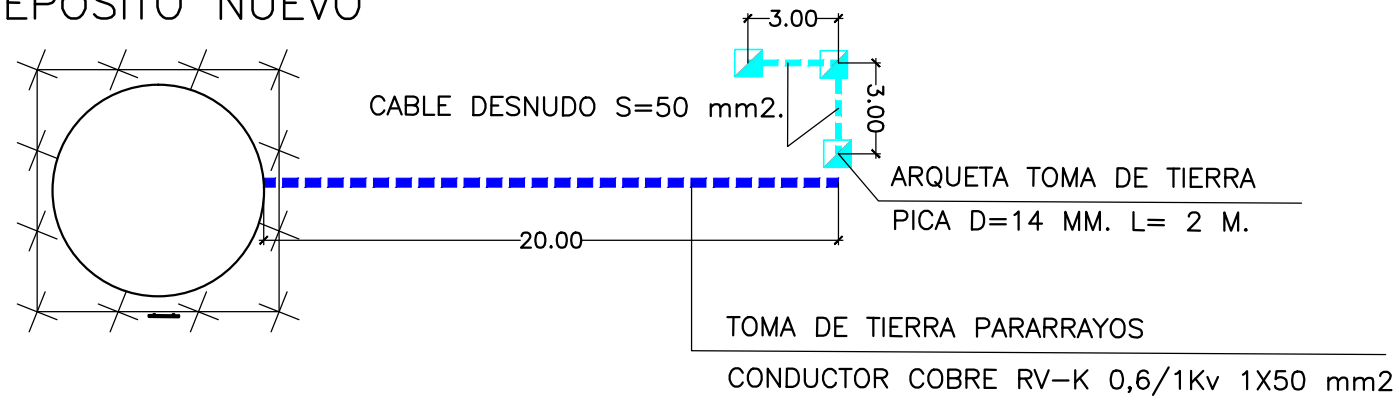 EPOSITO NUEVO
3.00
CABLE DESNUDO S=50 mm2.
3.00
ARQUETA TOMA DE TIERRA
PICA D=14 MM. L= 2 M.
20.00
TOMA DE TIERRA PARARRAYOS
CONDUCTOR COBRE RV-K 0,6/1Kv 1X50 mm2